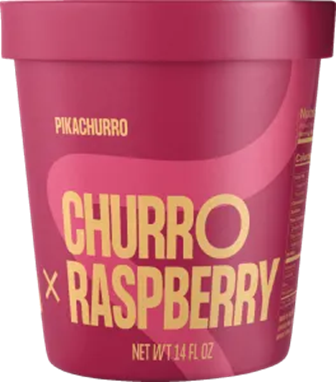 PIKACHURRO
CHURRO
× RASPBERRY
NET WT 14 FL OZ